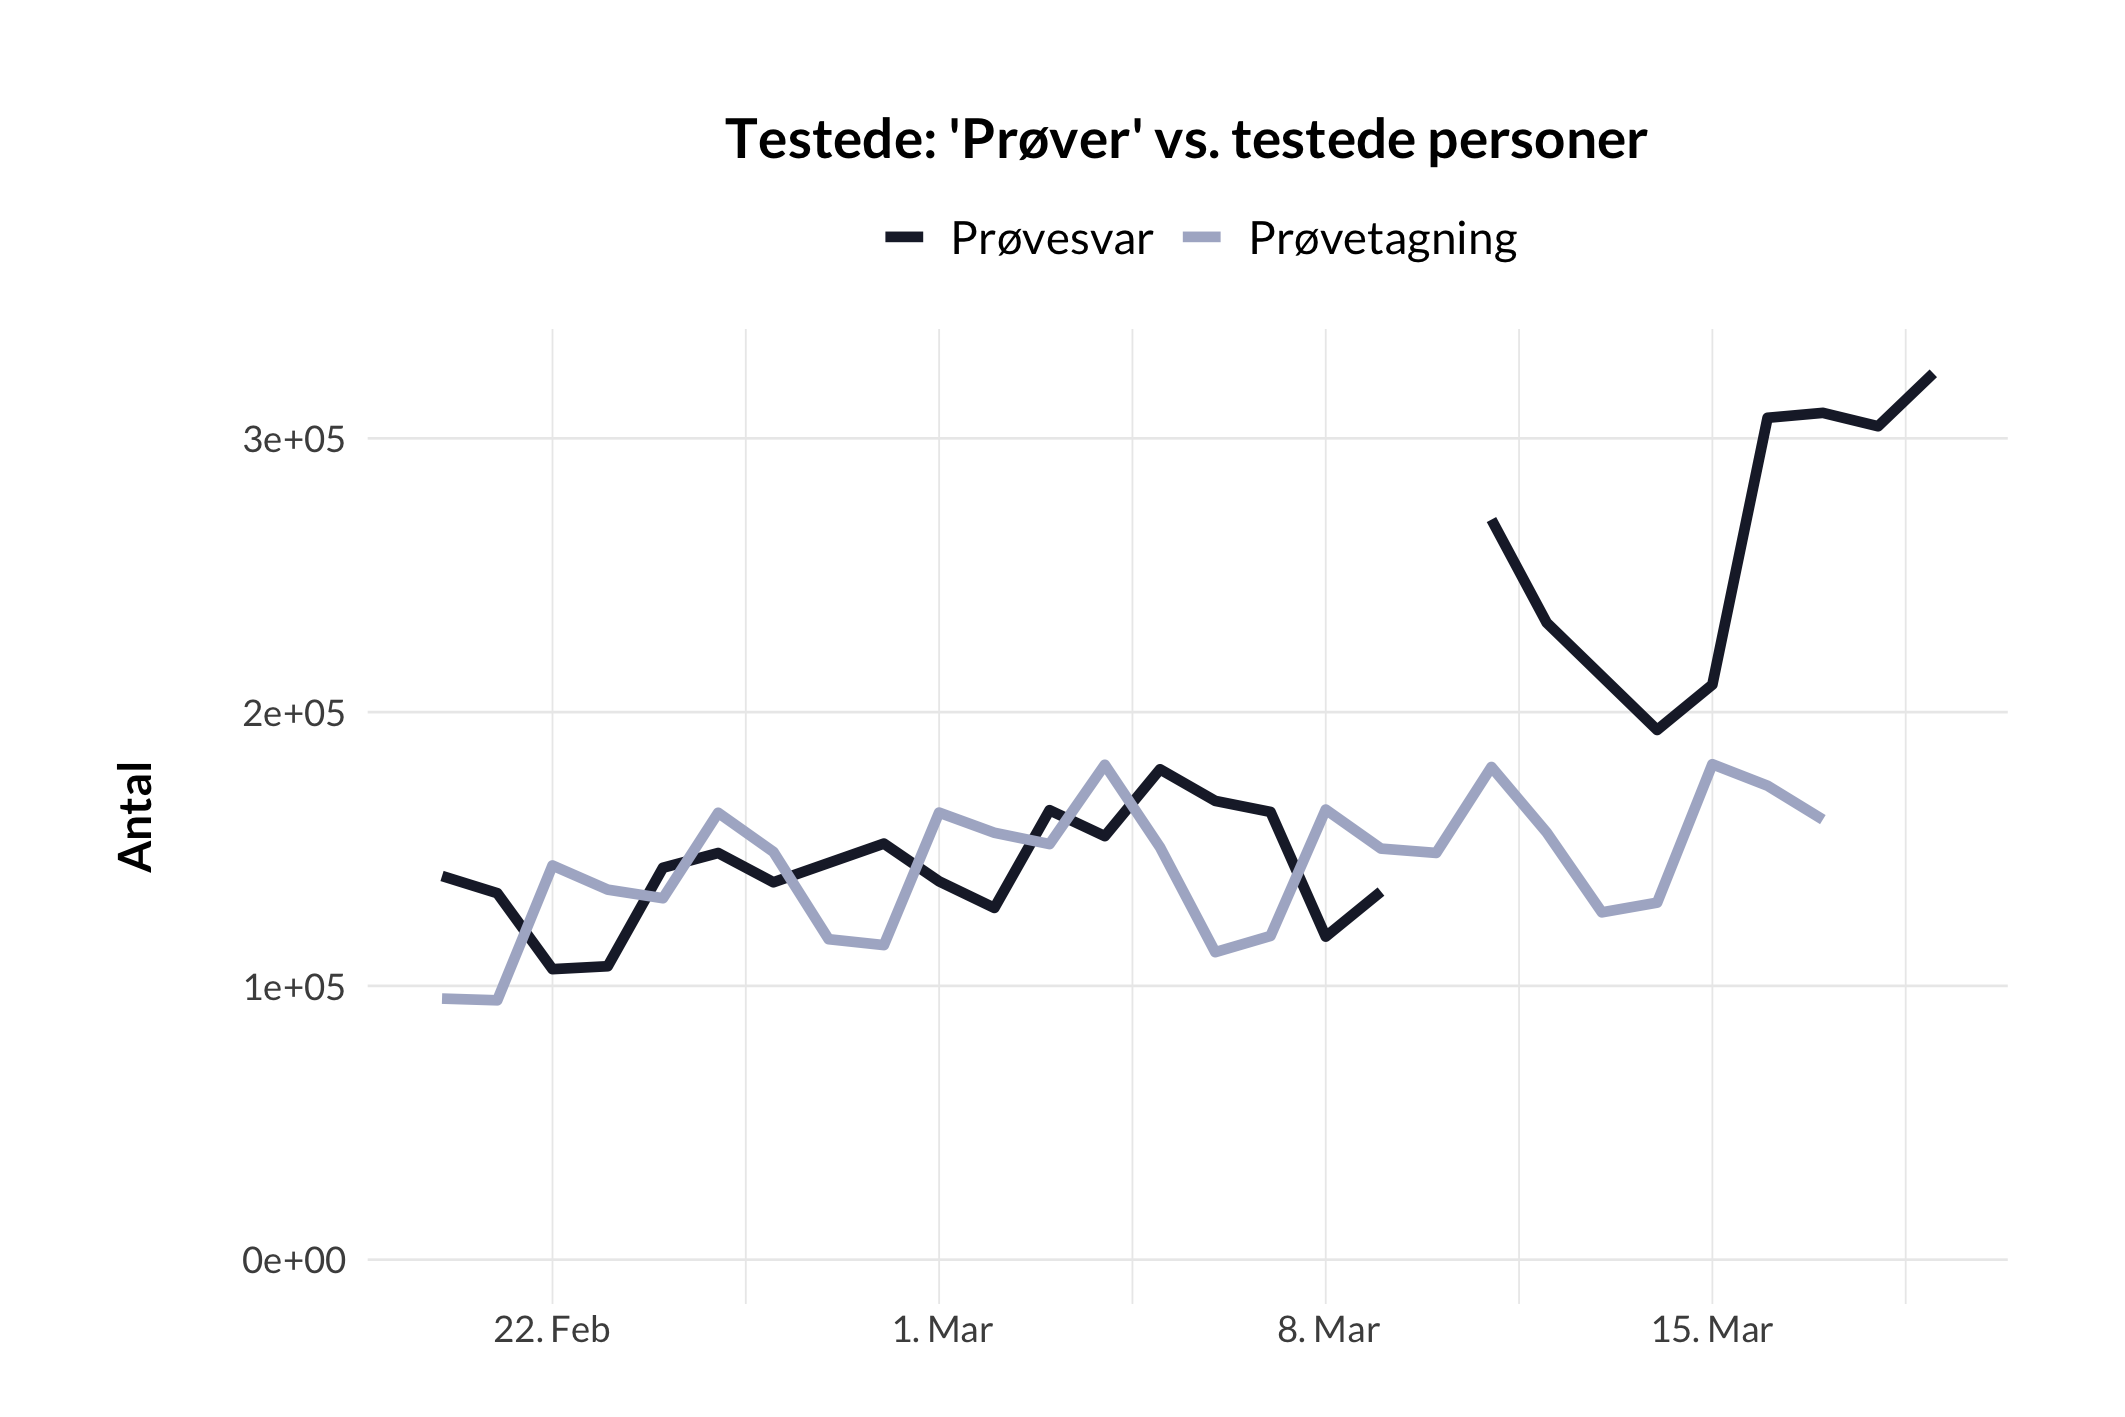 Testede: 'Prøver' vs. testede personer
Prøvesvar Prøvetagning
Antal
3e+05
2e+05
1e+05
0e+00
22. Feb 1. Mar 8. Mar 15. Mar